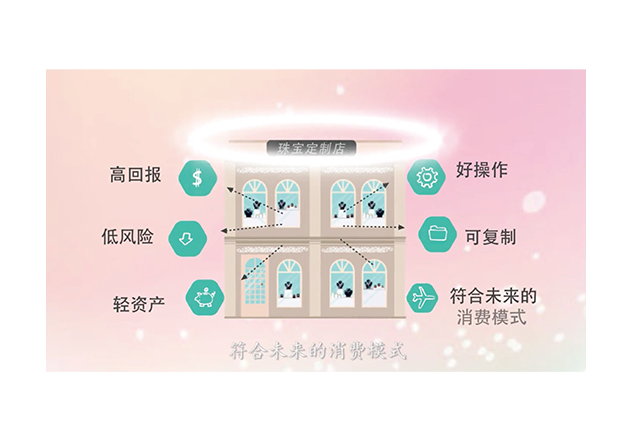 珠宝定制店
高回报
好操作
低风险
可复制
轻资产
符合未来的
消费模式
符合未来的消费模式